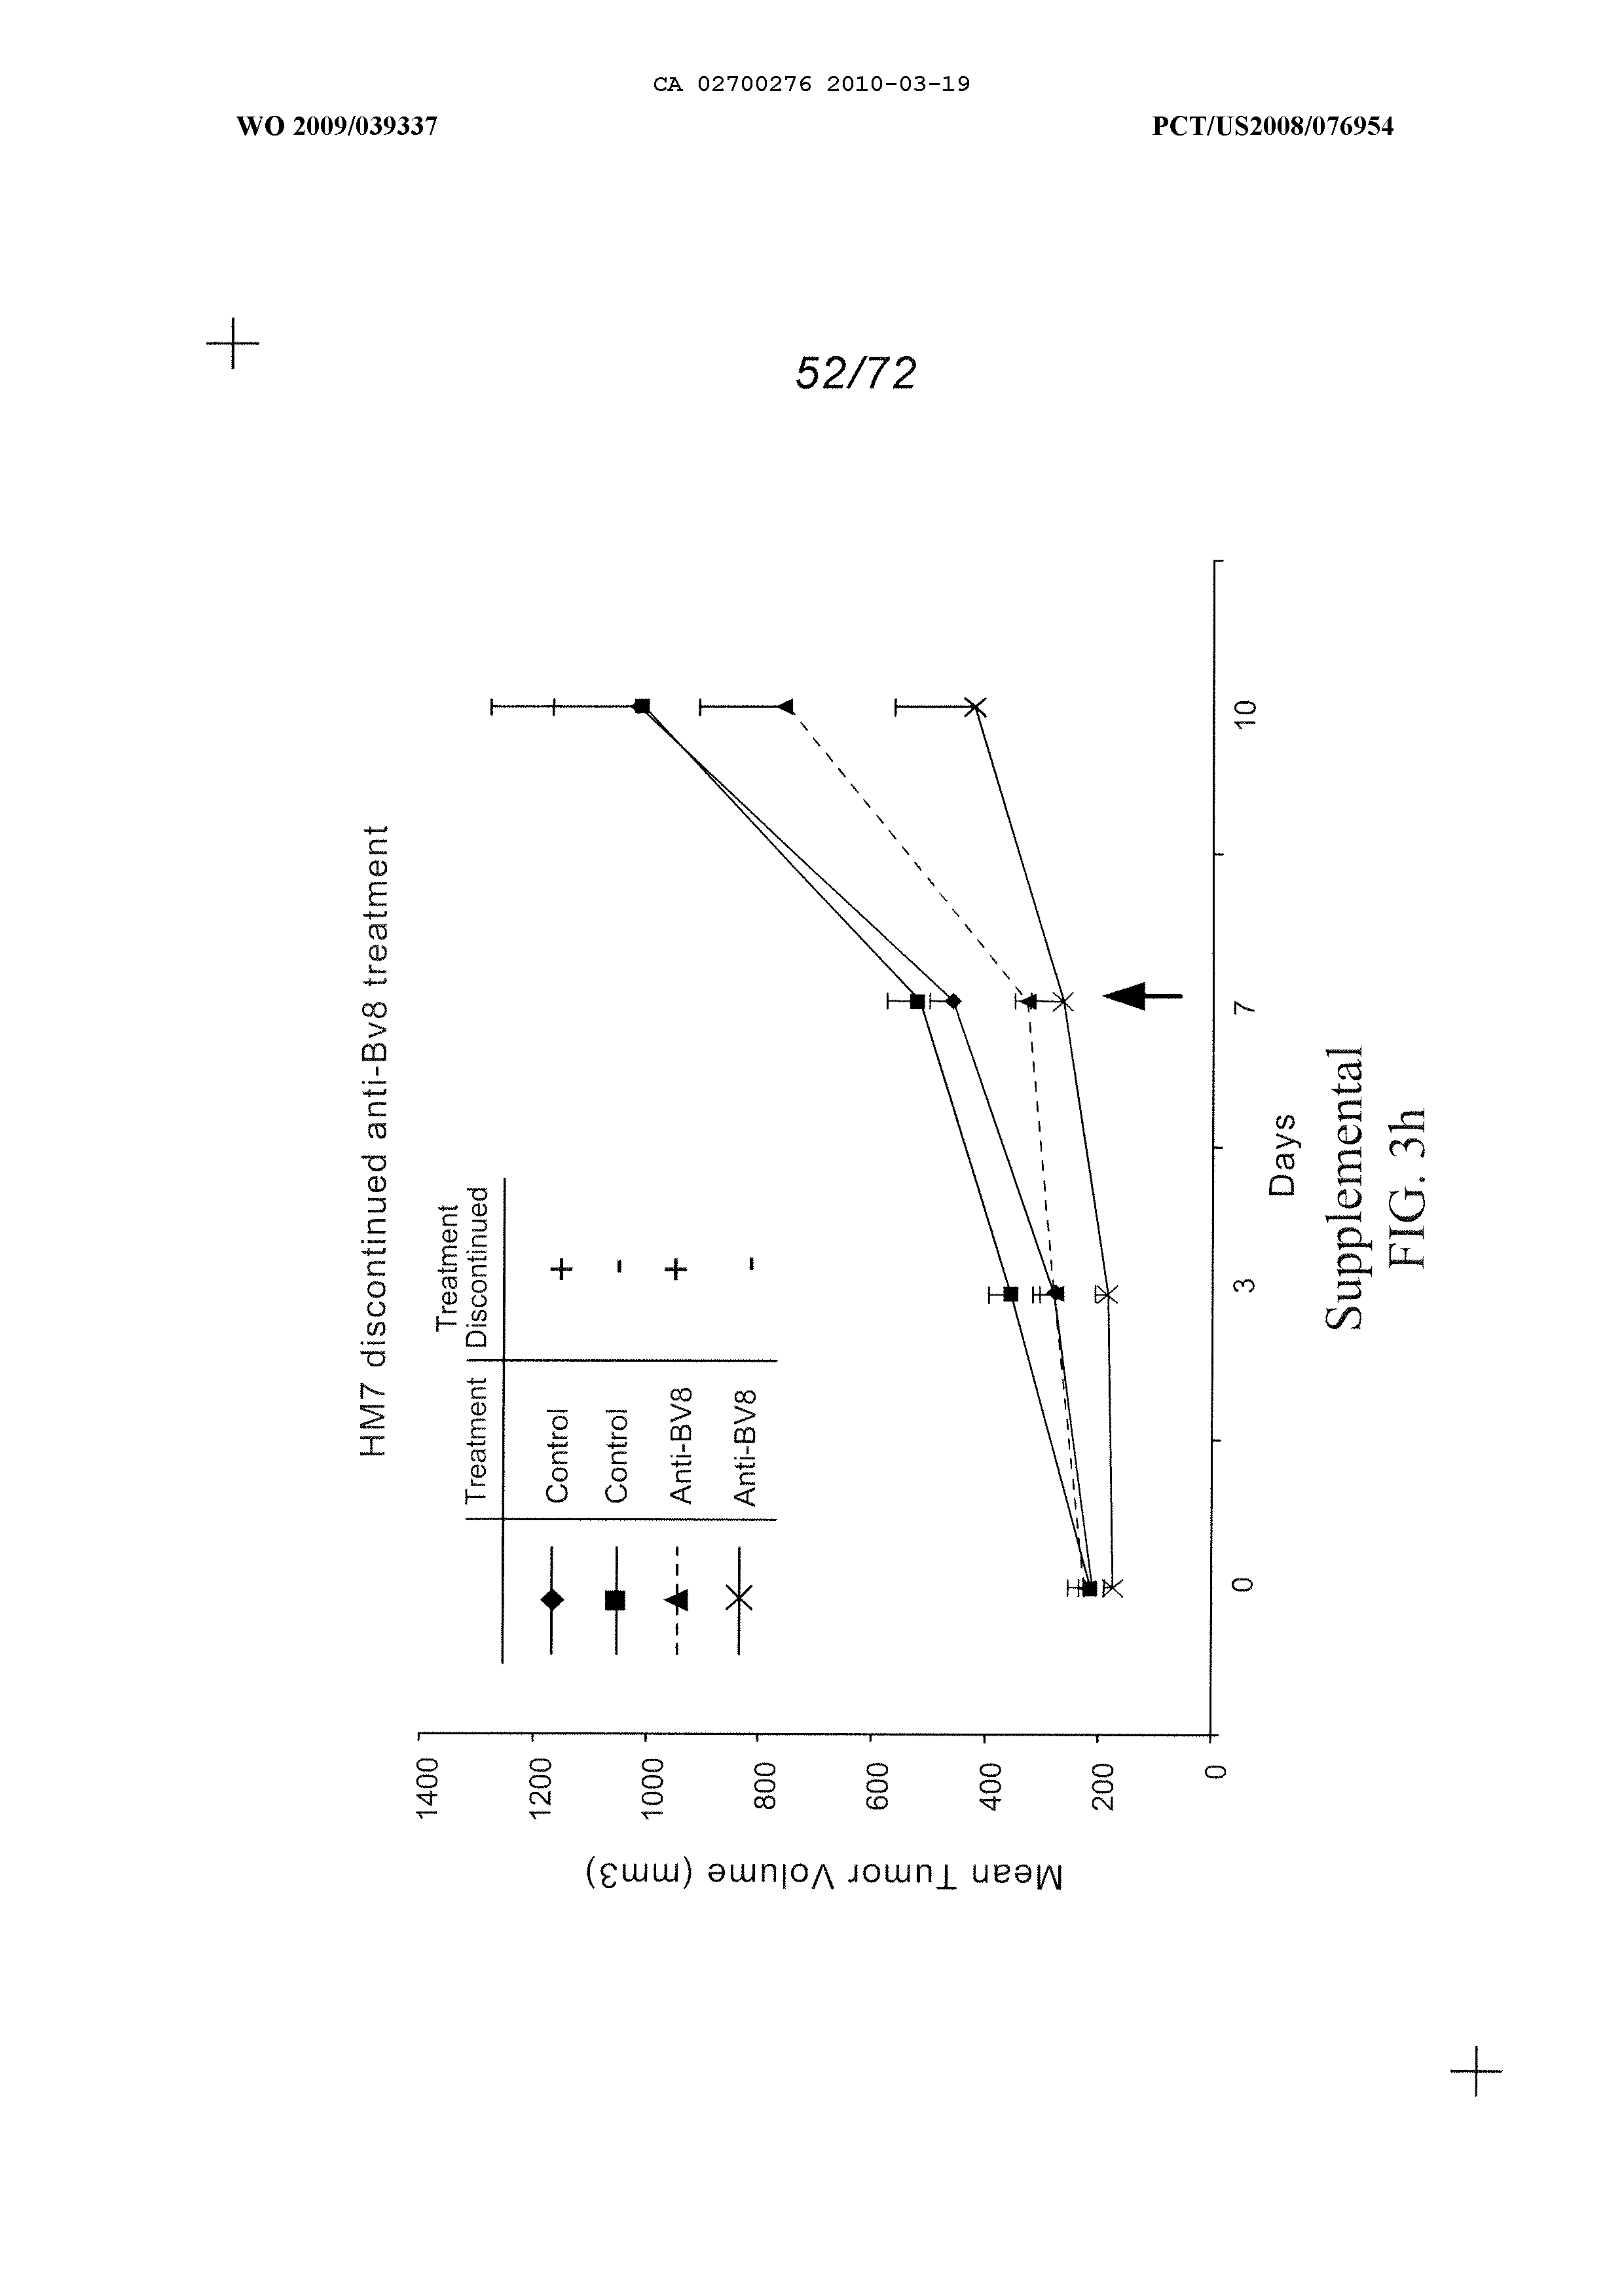 CA 02700276 2010-03-19
WO 2009/039337
PCT/US2008/076954
52/72
HM7 discontinued anti-Bv8 treatment
Treatment
Treatment Discontinued
Control +
Control -
Anti-BV8 +
Anti-BV8 -
Mean Tumor Volume (mm3)
1400
1200
1000
800
600
400
200
0
0 3 7 10
Days
Supplemental
FIG. 3h